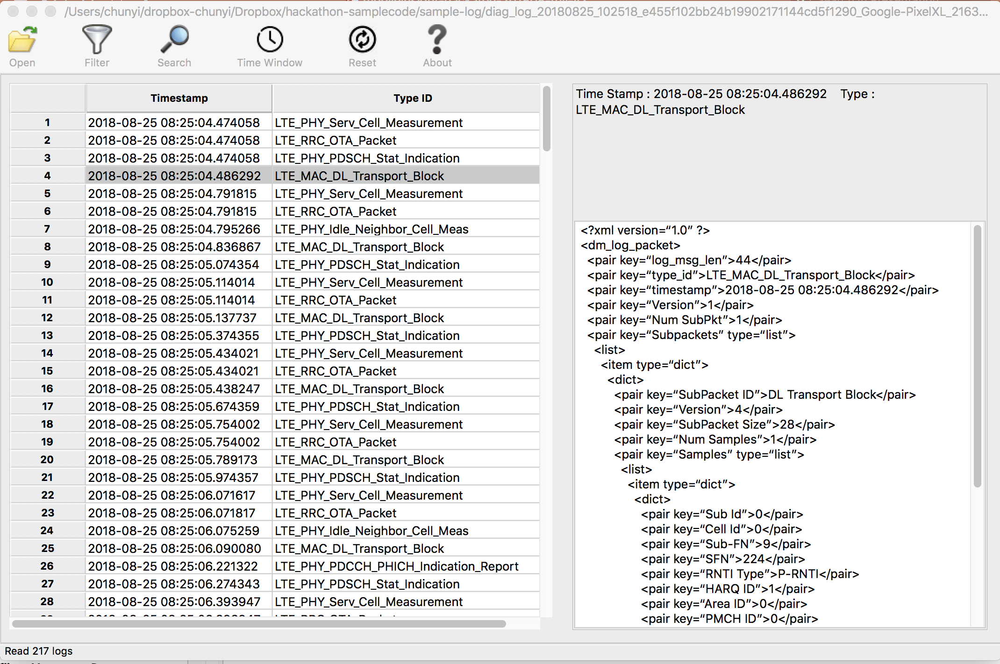 /Users/chunyi/dropbox-chunyi/Dropbox/hackathon-samplecode/sample-log/diag_log_20180825_102518_e455f102bb24b19902171144cd5f1290_Google-PixelXL_2163...
Open Filter Search Time Window Reset About
Timestamp Type ID
1 2018-08-25 08:25:04.474058 LTE_PHY_Serv_Cell_Measurement
2 2018-08-25 08:25:04.474058 LTE_RRC_OTA_Packet
3 2018-08-25 08:25:04.474058 LTE_PHY_PDSCH_Stat_Indication
4 2018-08-25 08:25:04.486292 LTE_MAC_DL_Transport_Block
5 2018-08-25 08:25:04.791815 LTE_PHY_Serv_Cell_Measurement
6 2018-08-25 08:25:04.791815 LTE_RRC_OTA_Packet
7 2018-08-25 08:25:04.795266 LTE_PHY_Idle_Neighbor_Cell_Meas
8 2018-08-25 08:25:04.836867 LTE_MAC_DL_Transport_Block
9 2018-08-25 08:25:05.074354 LTE_PHY_PDSCH_Stat_Indication
10 2018-08-25 08:25:05.114014 LTE_PHY_Serv_Cell_Measurement
11 2018-08-25 08:25:05.114014 LTE_RRC_OTA_Packet
12 2018-08-25 08:25:05.137737 LTE_MAC_DL_Transport_Block
13 2018-08-25 08:25:05.374355 LTE_PHY_PDSCH_Stat_Indication
14 2018-08-25 08:25:05.434021 LTE_PHY_Serv_Cell_Measurement
15 2018-08-25 08:25:05.434021 LTE_RRC_OTA_Packet
16 2018-08-25 08:25:05.438247 LTE_MAC_DL_Transport_Block
17 2018-08-25 08:25:05.674359 LTE_PHY_PDSCH_Stat_Indication
18 2018-08-25 08:25:05.754002 LTE_PHY_Serv_Cell_Measurement
19 2018-08-25 08:25:05.754002 LTE_RRC_OTA_Packet
20 2018-08-25 08:25:05.789173 LTE_MAC_DL_Transport_Block
21 2018-08-25 08:25:05.974357 LTE_PHY_PDSCH_Stat_Indication
22 2018-08-25 08:25:06.071617 LTE_PHY_Serv_Cell_Measurement
23 2018-08-25 08:25:06.071817 LTE_RRC_OTA_Packet
24 2018-08-25 08:25:06.075259 LTE_PHY_Idle_Neighbor_Cell_Meas
25 2018-08-25 08:25:06.090080 LTE_MAC_DL_Transport_Block
26 2018-08-25 08:25:06.221322 LTE_PHY_PDCCH_PHICH_Indication_Report
27 2018-08-25 08:25:06.274343 LTE_PHY_PDSCH_Stat_Indication
28 2018-08-25 08:25:06.393947 LTE_PHY_Serv_Cell_Measurement
Time Stamp : 2018-08-25 08:25:04.486292 Type :
LTE_MAC_DL_Transport_Block
<?xml version=“1.0” ?>
<dm_log_packet>
<pair key=“log_msg_len”>44</pair>
<pair key=“type_id”>LTE_MAC_DL_Transport_Block</pair>
<pair key=“timestamp”>2018-08-25 08:25:04.486292</pair>
<pair key=“Version”>1</pair>
<pair key=“Num SubPkt”>1</pair>
<pair key=“Subpackets” type=“list”>
<list>
<item type=“dict”>
<dict>
<pair key=“SubPacket ID”>DL Transport Block</pair>
<pair key=“Version”>4</pair>
<pair key=“SubPacket Size”>28</pair>
<pair key=“Num Samples”>1</pair>
<pair key=“Samples” type=“list”>
<list>
<item type=“dict”>
<dict>
<pair key=“Sub Id”>0</pair>
<pair key=“Cell Id”>0</pair>
<pair key=“Sub-FN”>9</pair>
<pair key=“SFN”>224</pair>
<pair key=“RNTI Type”>P-RNTI</pair>
<pair key=“HARQ ID”>1</pair>
<pair key=“Area ID”>0</pair>
<pair key=“PMCH ID”>0</pair>
Read 217 logs